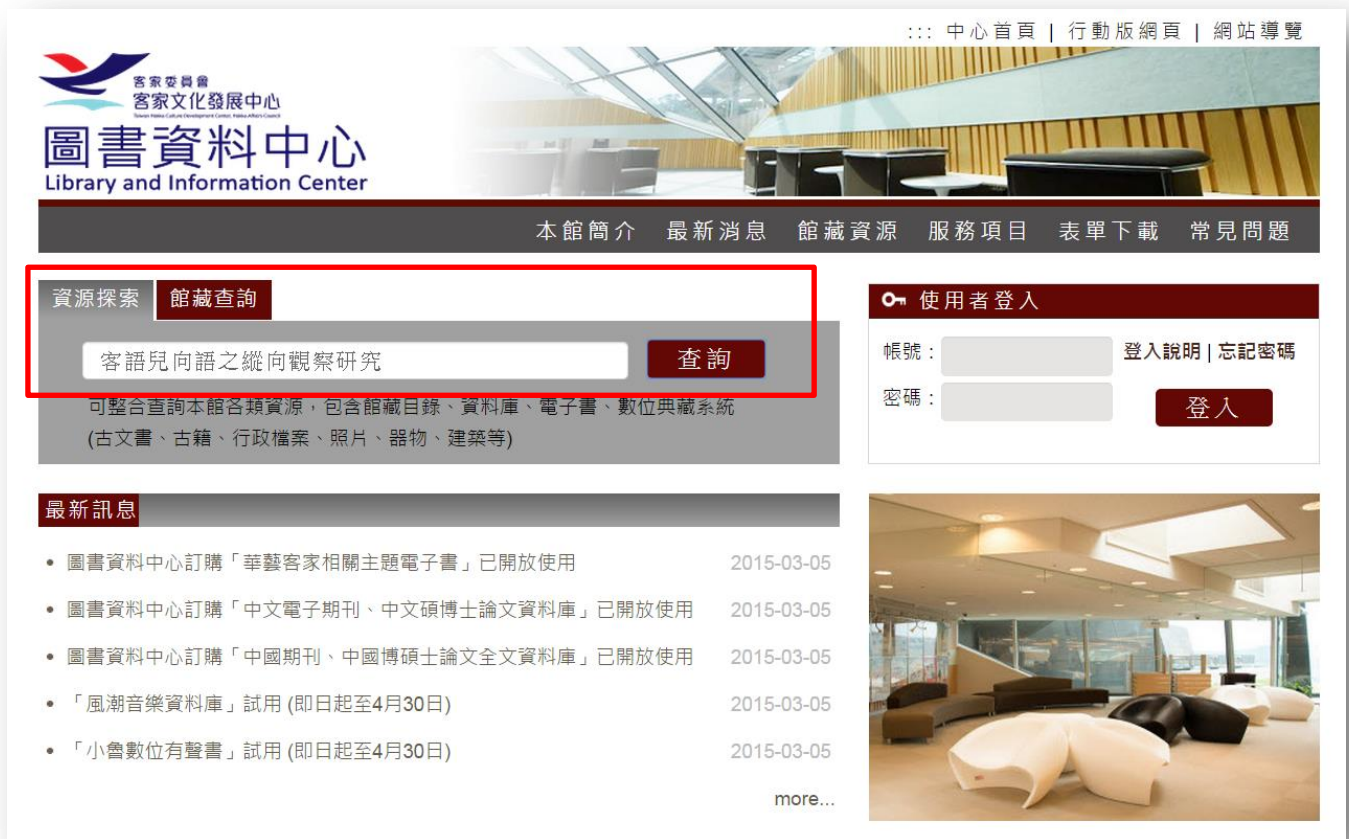 ::: 中心首頁 | 行動版網頁 | 網站導覽
客家委員會
客家文化發展中心
Taiwan Hakka Culture Development Center, Hakka Affairs Council
圖書資料中心
Library and Information Center
本館簡介 最新消息 館藏資源 服務項目 表單下載 常見問題
資源探索 館藏查詢
客語兒向語之縱向觀察研究 查詢
可整合查詢本館各類資源，包含館藏目錄、資料庫、電子書、數位典藏系統
(古文書、古籍、行政檔案、照片、器物、建築等)
使用者登入
帳號： 登入說明 | 忘記密碼
密碼： 登入
最新訊息
• 圖書資料中心訂購「華藝客家相關主題電子書」已開放使用 2015-03-05
• 圖書資料中心訂購「中文電子期刊、中文碩博士論文資料庫」已開放使用 2015-03-05
• 圖書資料中心訂購「中國期刊、中國博碩士論文全文資料庫」已開放使用 2015-03-05
• 「風潮音樂資料庫」試用 (即日起至4月30日) 2015-03-05
• 「小魯數位有聲書」試用 (即日起至4月30日) 2015-03-05
more...